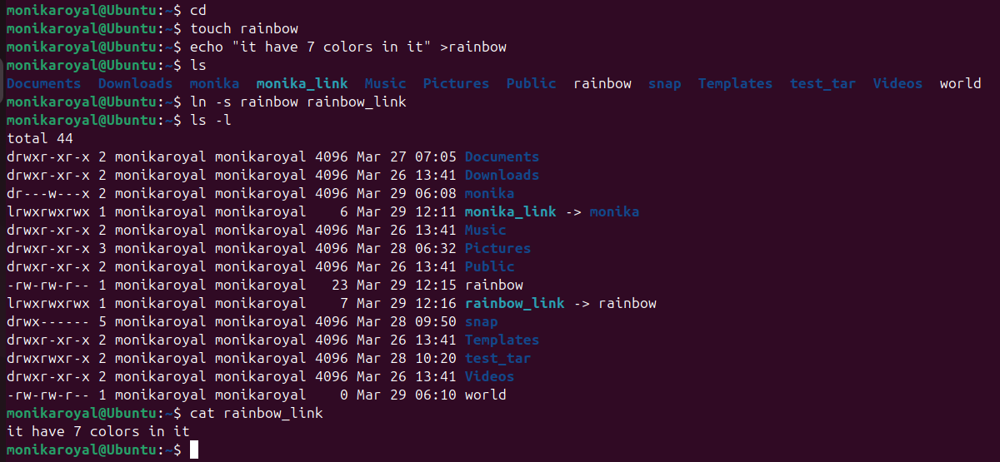 monikaroyal@Ubuntu:~$ cd
monikaroyal@Ubuntu:~$ touch rainbow
monikaroyal@Ubuntu:~$ echo "it have 7 colors in it" >rainbow
monikaroyal@Ubuntu:~$ ls
Documents  Downloads  monika  monika_link  Music  Pictures  Public  rainbow  snap  Templates  test_tar  Videos  world
monikaroyal@Ubuntu:~$ ln -s rainbow rainbow_link
monikaroyal@Ubuntu:~$ ls -l
total 44
drwxr-xr-x 2 monikaroyal monikaroyal 4096 Mar 27 07:05 Documents
drwxr-xr-x 2 monikaroyal monikaroyal 4096 Mar 26 13:41 Downloads
dr---w---x 2 monikaroyal monikaroyal 4096 Mar 29 06:08 monika
lrwxrwxrwx 1 monikaroyal monikaroyal    6 Mar 29 12:11 monika_link -> monika
drwxr-xr-x 2 monikaroyal monikaroyal 4096 Mar 26 13:41 Music
drwxr-xr-x 3 monikaroyal monikaroyal 4096 Mar 28 06:32 Pictures
drwxr-xr-x 2 monikaroyal monikaroyal 4096 Mar 26 13:41 Public
-rw-rw-r-- 1 monikaroyal monikaroyal   23 Mar 29 12:15 rainbow
lrwxrwxrwx 1 monikaroyal monikaroyal    7 Mar 29 12:16 rainbow_link -> rainbow
drwx------ 5 monikaroyal monikaroyal 4096 Mar 28 09:50 snap
drwxr-xr-x 2 monikaroyal monikaroyal 4096 Mar 26 13:41 Templates
drwxrwxr-x 2 monikaroyal monikaroyal 4096 Mar 28 10:20 test_tar
drwxr-xr-x 2 monikaroyal monikaroyal 4096 Mar 26 13:41 Videos
-rw-rw-r-- 1 monikaroyal monikaroyal    0 Mar 29 06:10 world
monikaroyal@Ubuntu:~$ cat rainbow_link
it have 7 colors in it
monikaroyal@Ubuntu:~$